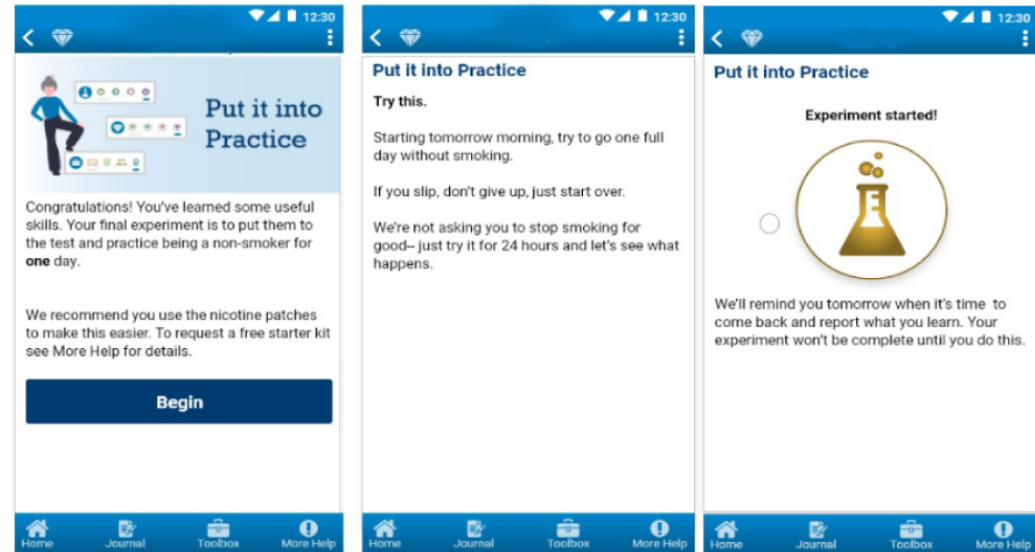 12:30
Put it into
Practice
Congratulations! You've learned some useful
skills. Your final experiment is to put them to
the test and practice being a non-smoker for
one day.
We recommend you use the nicotine patches
to make this easier. To request a free starter kit
see More Help for details.
Begin
Home Journal Toolbox More Help
12:30
Put it into Practice
Try this.
Starting tomorrow morning, try to go one full
day without smoking.
If you slip, don't give up, just start over.
We're not asking you to stop smoking for
good-- just try it for 24 hours and let's see what
happens.
Home Journal Toolbox More Help
12:30
Put it into Practice
Experiment started!
E
We'll remind you tomorrow when it's time to
come back and report what you learn. Your
experiment won't be complete until you do this.
Home Journal Toolbox More Help